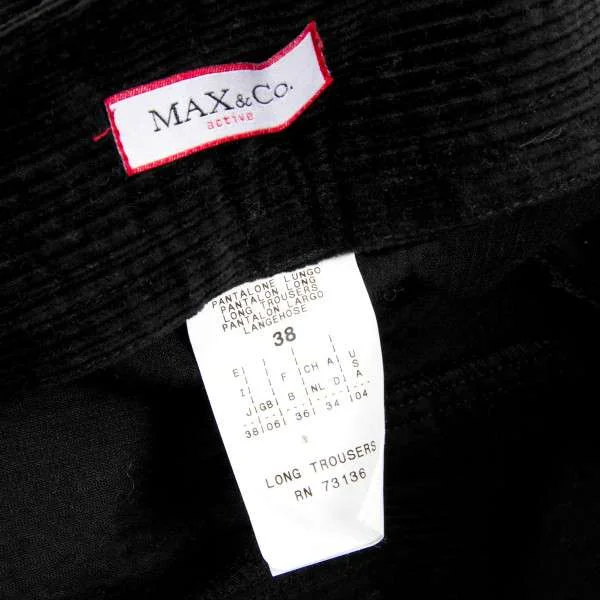 MAX&Co.
active
PANTALONE LUNGO
PANTALON LONG
LONG TROUSERS
PANTALON LARGO
LANGEHOSE
38
E | | CH A U
I | F | S
J GB B NL D A
38 06 36 34 04
LONG TROUSERS
RN 73136